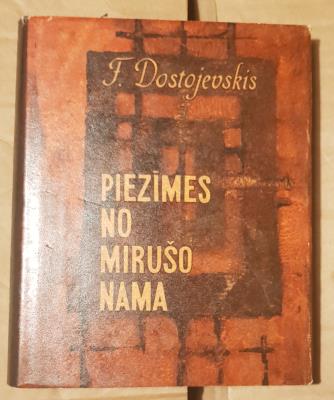 F. Dostojevskis
PIEZĪMES
NO
MIRUŠO
NAMA